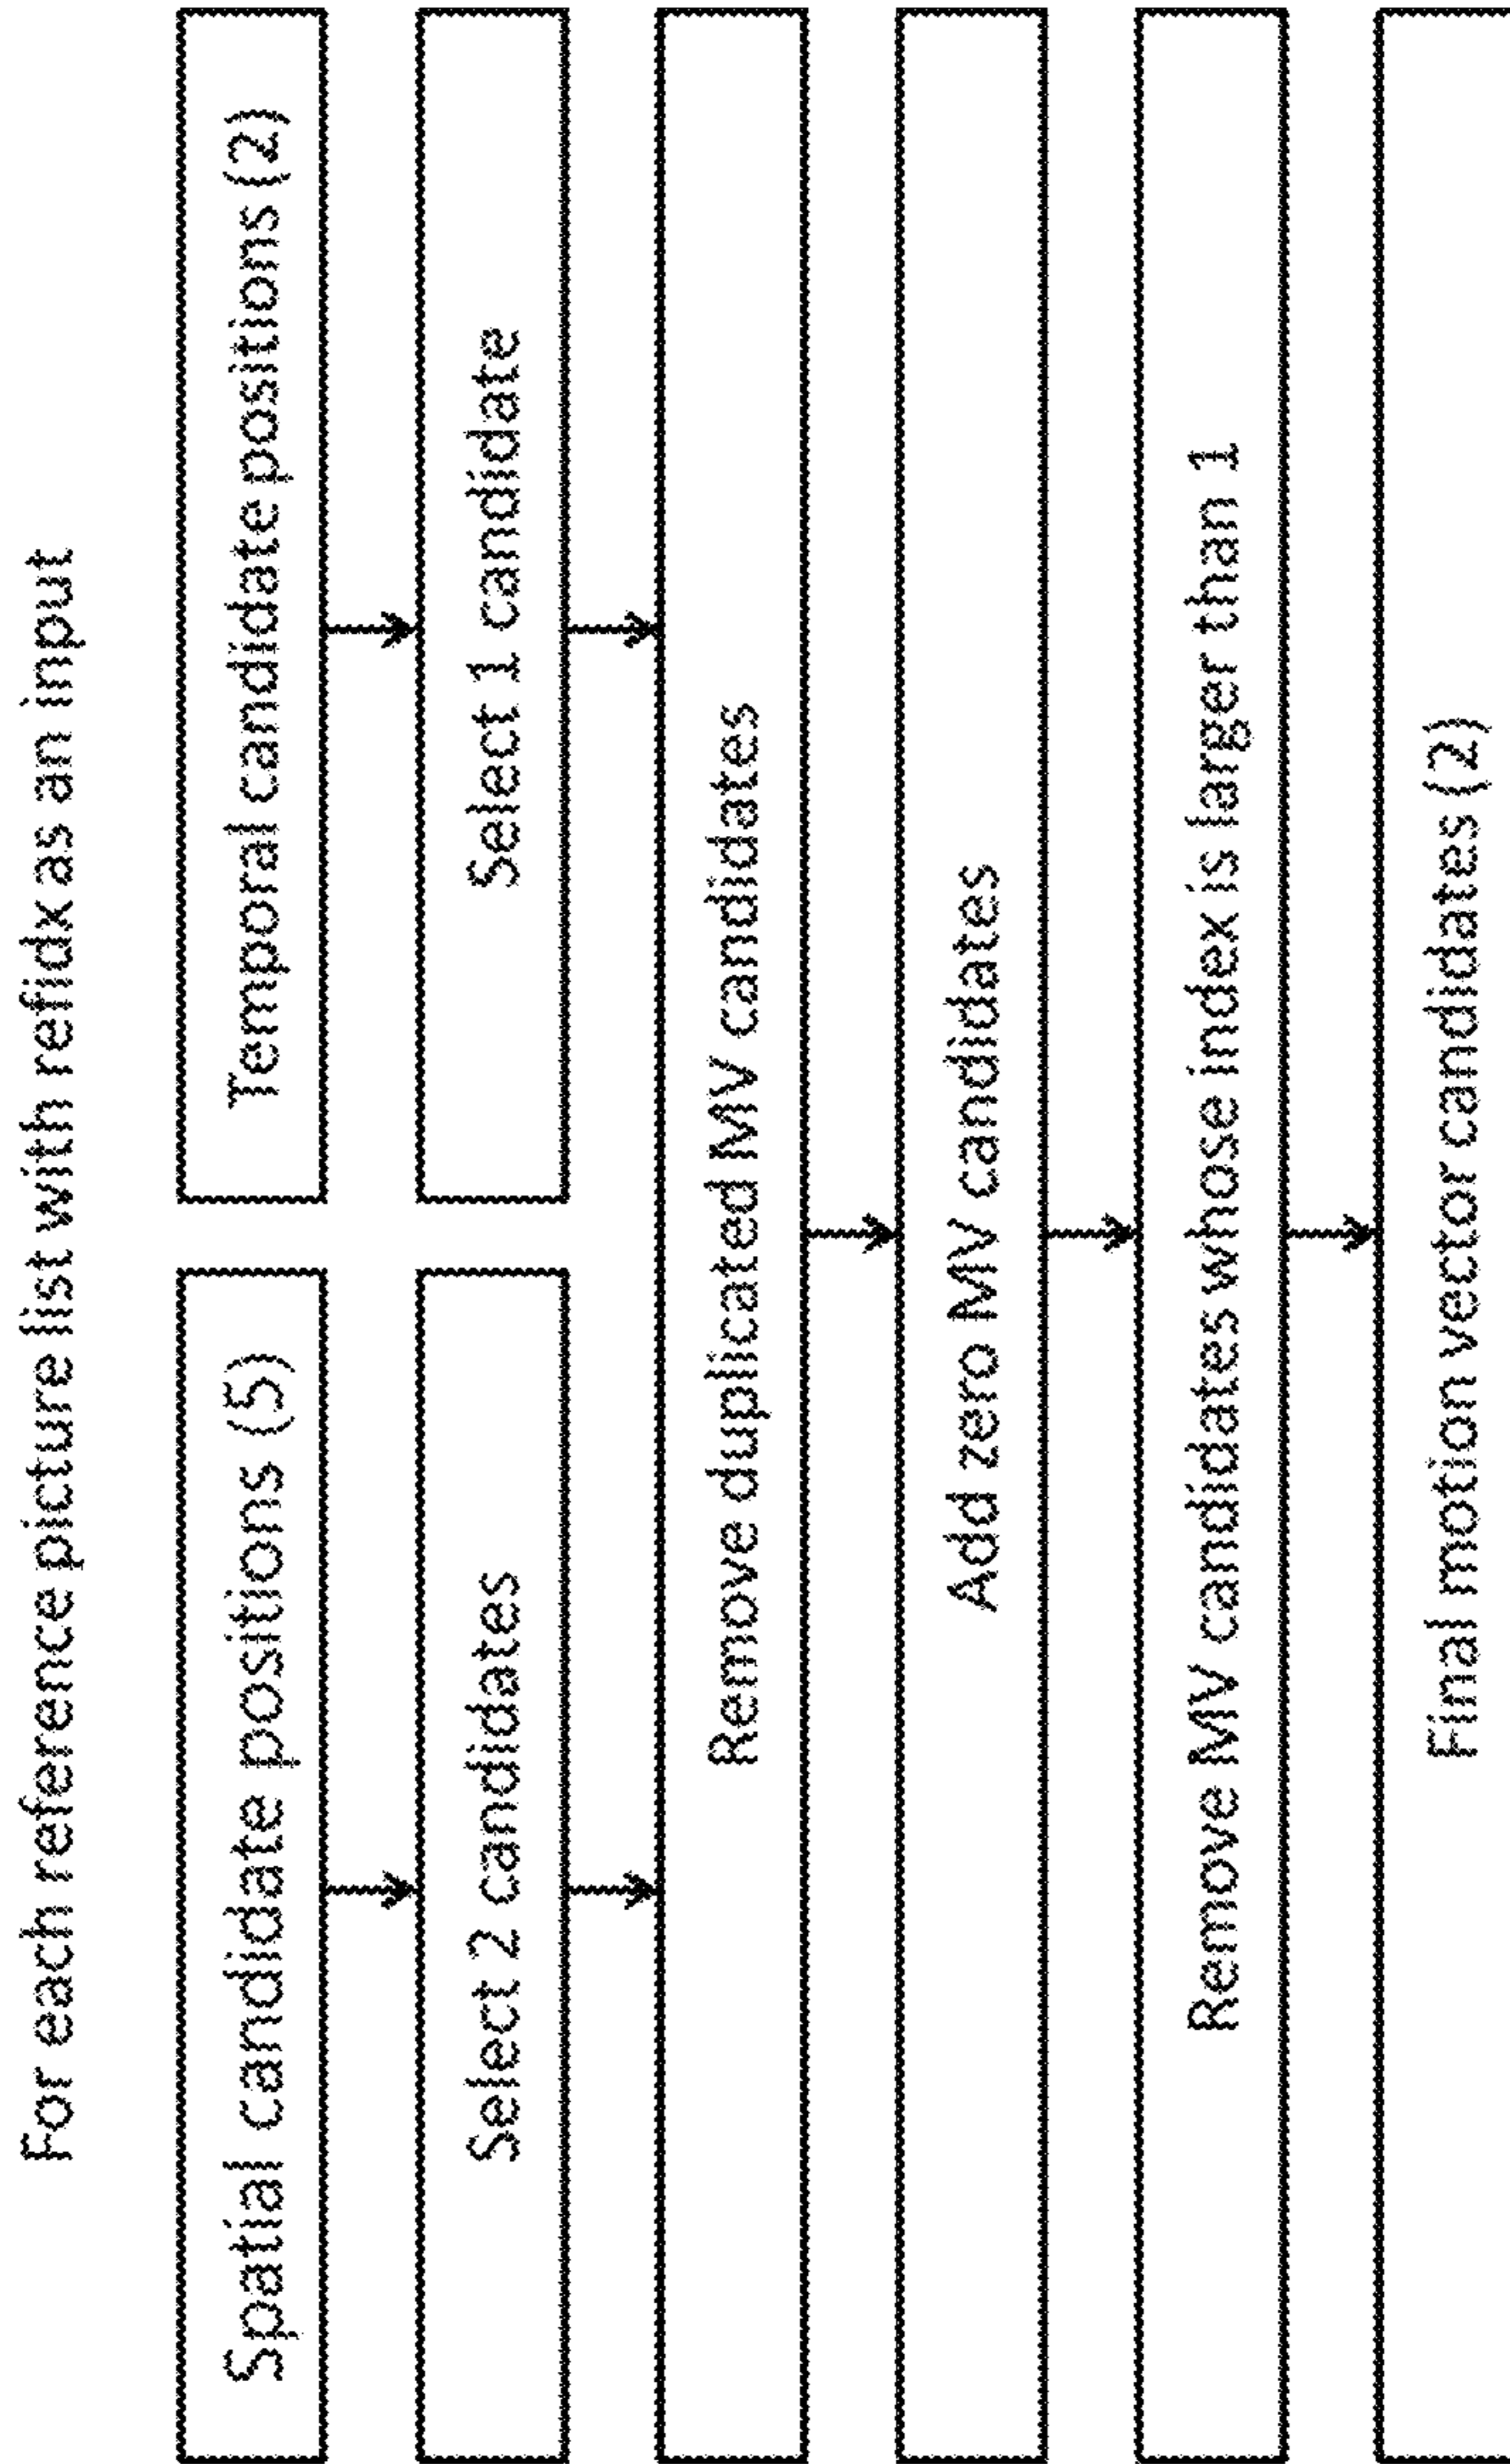 For each reference picture list with refidx as an input
Spatial candidate positions (5)
Temporal candidate positions (2)
Select 2 candidates
Select 1 candidate
Remove duplicated MV candidates
Add zero MV candidates
Remove MV candidates whose index is larger than 1
Final motion vector candidates (2)